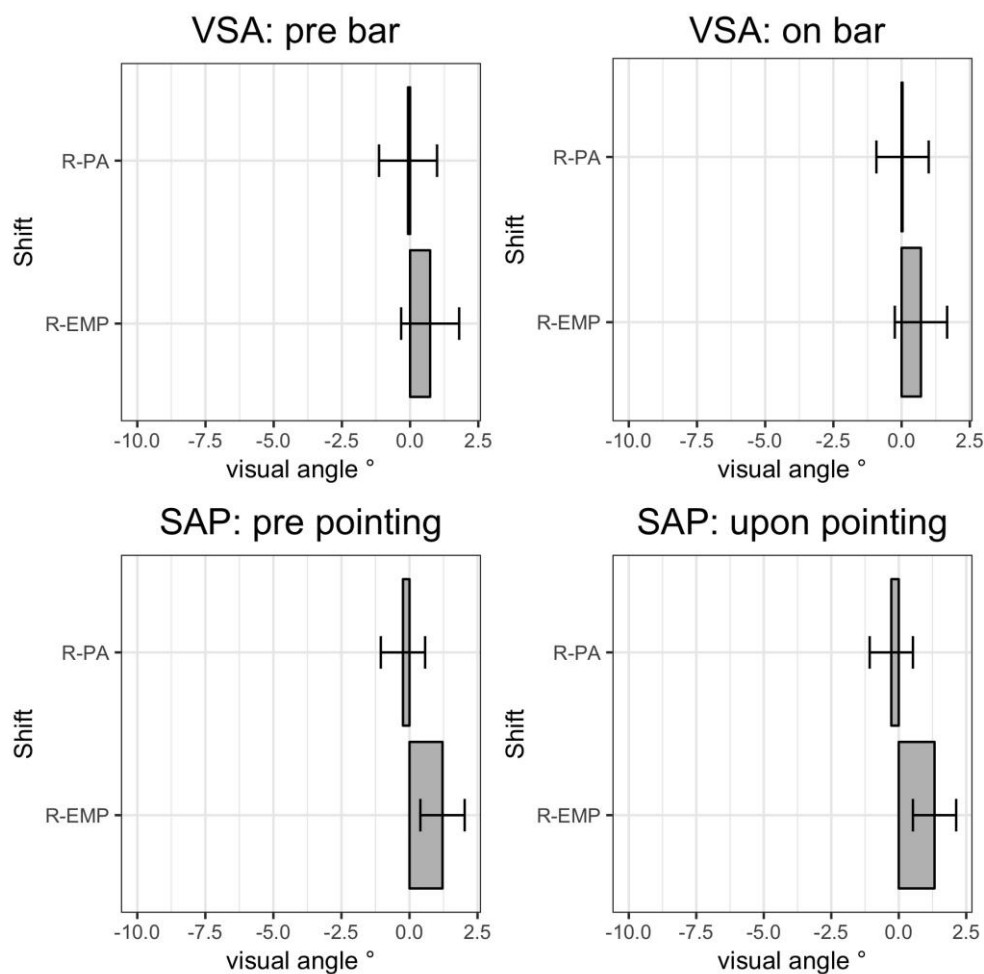 VSA: pre bar
Shift
R-PA
R-EMP
-10.0 -7.5 -5.0 -2.5 0.0 2.5
visual angle °
VSA: on bar
Shift
R-PA
R-EMP
-10.0 -7.5 -5.0 -2.5 0.0 2.5
visual angle °
SAP: pre pointing
Shift
R-PA
R-EMP
-10.0 -7.5 -5.0 -2.5 0.0 2.5
visual angle °
SAP: upon pointing
Shift
R-PA
R-EMP
-10.0 -7.5 -5.0 -2.5 0.0 2.5
visual angle °